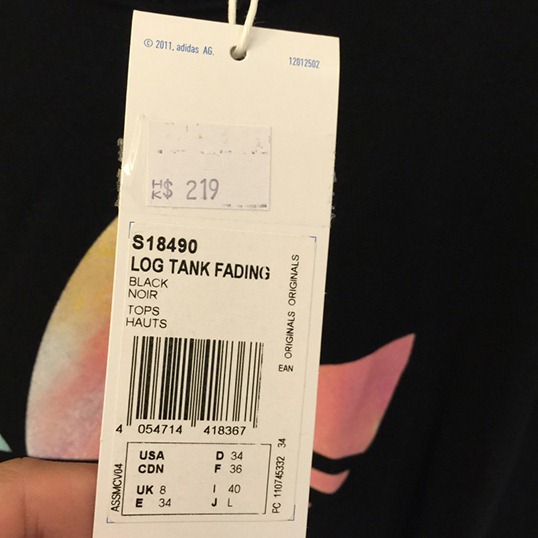 © 2011, adidas AG.
12012502
HK$ 219
S18490
LOG TANK FADING
BLACK
NOIR
TOPS
HAUTS
ORIGINALS ORIGINALS
EAN
4 054714 418367
USA D 34
CDN F 36
UK 8 I 40
E 34 J L
ASSMCV04
PC 110745332 34